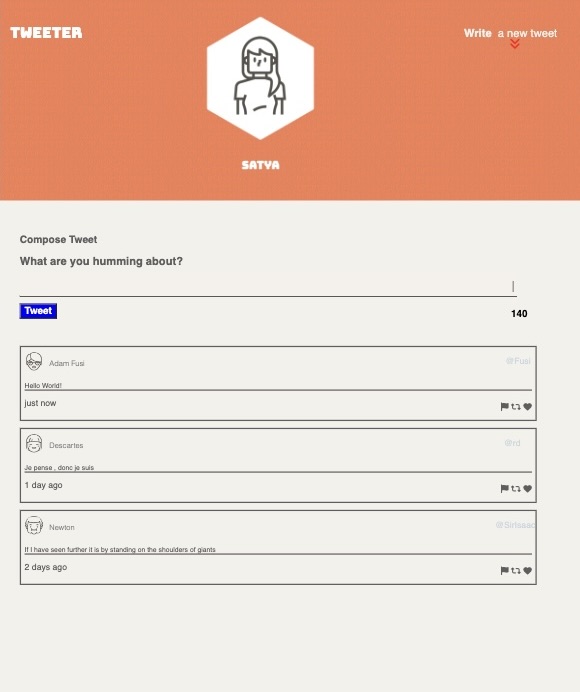 TWEETER
Write a new tweet
SATYA
Compose Tweet
What are you humming about?
Tweet
140
Adam Fusi
@Fusi
Hello World!
just now
Descartes
@rd
Je pense , donc je suis
1 day ago
Newton
@SirIsaac
If I have seen further it is by standing on the shoulders of giants
2 days ago